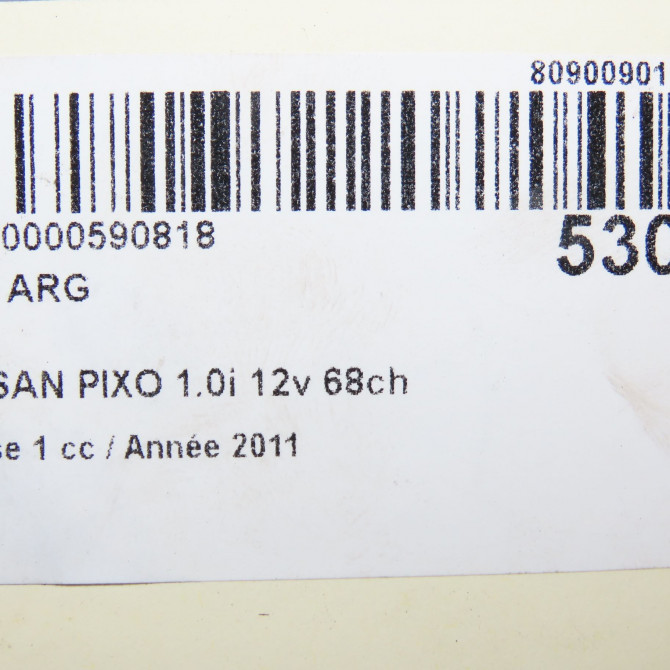 80900901
0000590818
530
ARG
SAN PIXO 1.0i 12v 68ch
se 1 cc / Année 2011